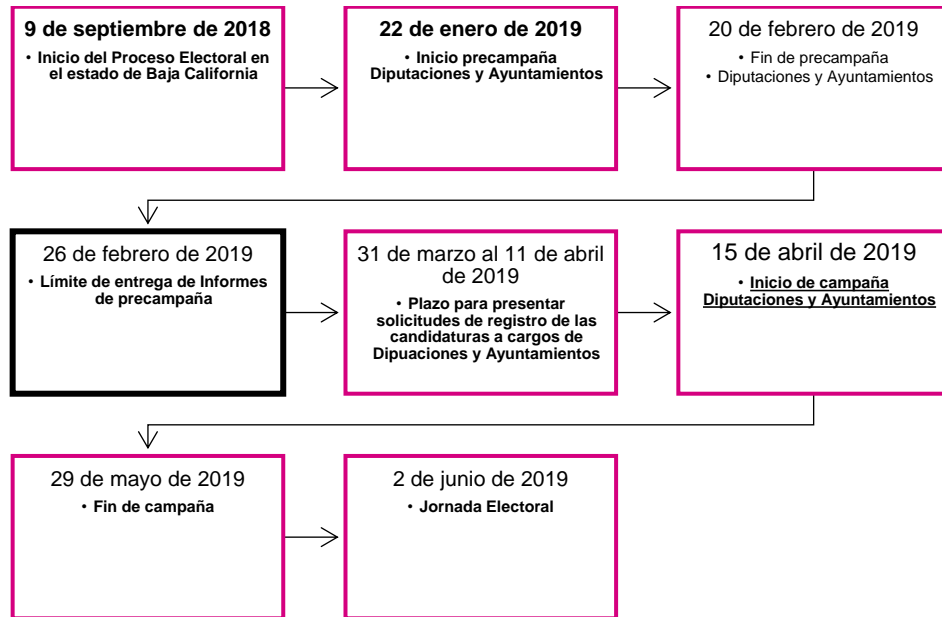 9 de septiembre de 2018
• Inicio del Proceso Electoral en
el estado de Baja California
22 de enero de 2019
• Inicio precampaña
Diputaciones y Ayuntamientos
20 de febrero de 2019
• Fin de precampaña
• Diputaciones y Ayuntamientos
26 de febrero de 2019
• Límite de entrega de Informes
de precampaña
31 de marzo al 11 de abril
de 2019
• Plazo para presentar
solicitudes de registro de las
candidaturas a cargos de
Dipuaciones y Ayuntamientos
15 de abril de 2019
• Inicio de campaña
Diputaciones y Ayuntamientos
29 de mayo de 2019
• Fin de campaña
2 de junio de 2019
• Jornada Electoral